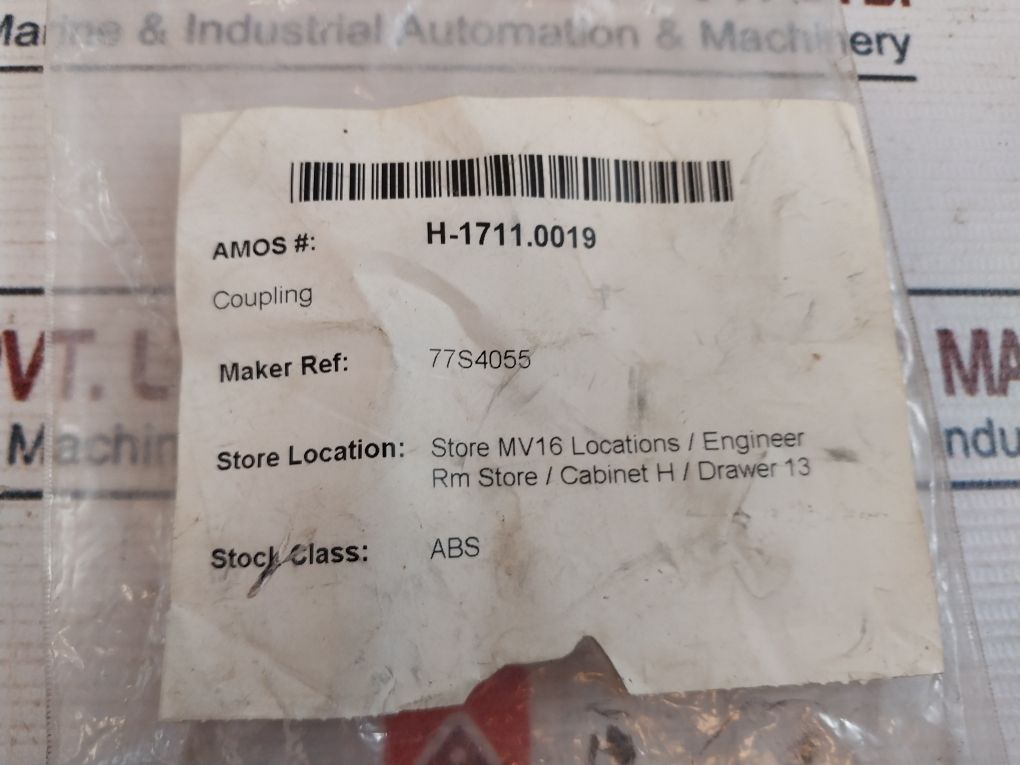 Marine & Industrial Automation & Machinery
AMOS #: H-1711.0019
Coupling
Maker Ref: 77S4055
Store Location: Store MV16 Locations / Engineer
Rm Store / Cabinet H / Drawer 13
Stock Class: ABS